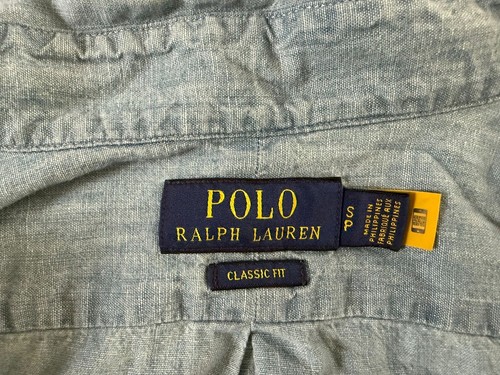 POLO
RALPH LAUREN
CLASSIC FIT
S
P
MADE IN
PHILIPPINES
FABRIQUÉ AUX
PHILIPPINES